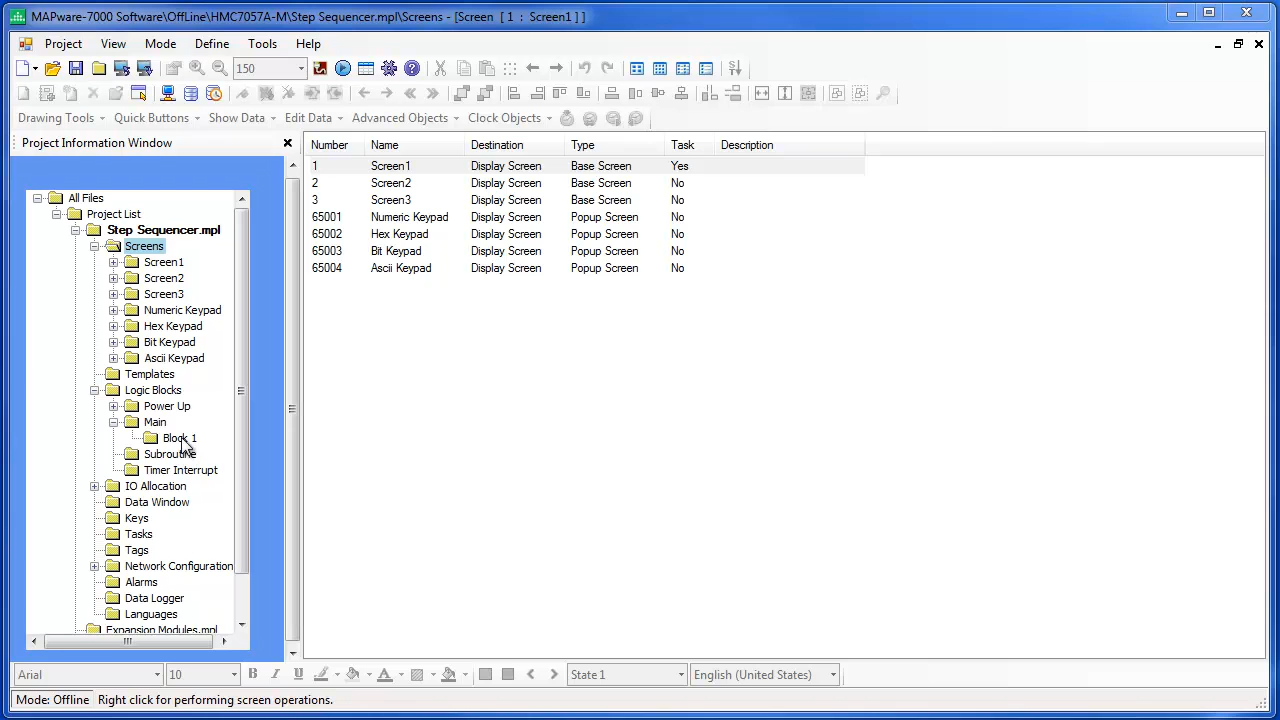 MAPware-7000 Software\OffLine\HMC7057A-M\Step Sequencer.mpl\Screens - [Screen [ 1 : Screen1 ] ]
Project View Mode Define Tools Help
150
Drawing Tools Quick Buttons Show Data Edit Data Advanced Objects Clock Objects
Project Information Window
Number Name Destination Type Task Description
1 Screen1 Display Screen Base Screen Yes
2 Screen2 Display Screen Base Screen No
3 Screen3 Display Screen Base Screen No
65001 Numeric Keypad Display Screen Popup Screen No
65002 Hex Keypad Display Screen Popup Screen No
65003 Bit Keypad Display Screen Popup Screen No
65004 Ascii Keypad Display Screen Popup Screen No
All Files
Project List
Step Sequencer.mpl
Screens
Screen1
Screen2
Screen3
Numeric Keypad
Hex Keypad
Bit Keypad
Ascii Keypad
Templates
Logic Blocks
Power Up
Main
Block 1
Subroutine
Timer Interrupt
IO Allocation
Data Window
Keys
Tasks
Tags
Network Configuration
Alarms
Data Logger
Languages
Expansion Modules.mpl
Arial 10 B I U A State 1 English (United States)
Mode: Offline Right click for performing screen operations.